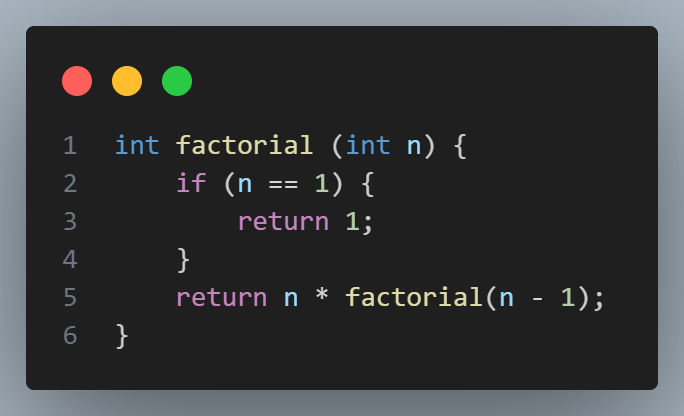 1 int factorial (int n) {
2     if (n == 1) {
3         return 1;
4     }
5     return n * factorial(n - 1);
6 }